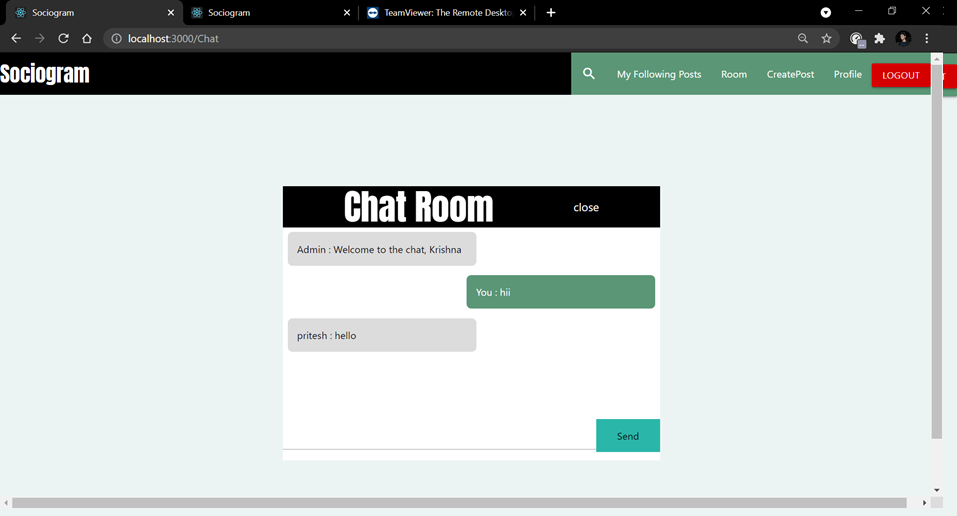 Sociogram
Sociogram
TeamViewer: The Remote Deskto
localhost:3000/Chat
Sociogram
My Following Posts
Room
CreatePost
Profile
LOGOUT
r
Chat Room
close
Admin : Welcome to the chat, Krishna
You : hii
pritesh : hello
Send